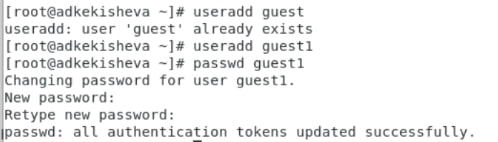 [root@adkekisheva ~]# useradd guest
useradd: user 'guest' already exists
[root@adkekisheva ~]# useradd guest1
[root@adkekisheva ~]# passwd guest1
Changing password for user guest1.
New password:
Retype new password:
passwd: all authentication tokens updated successfully.